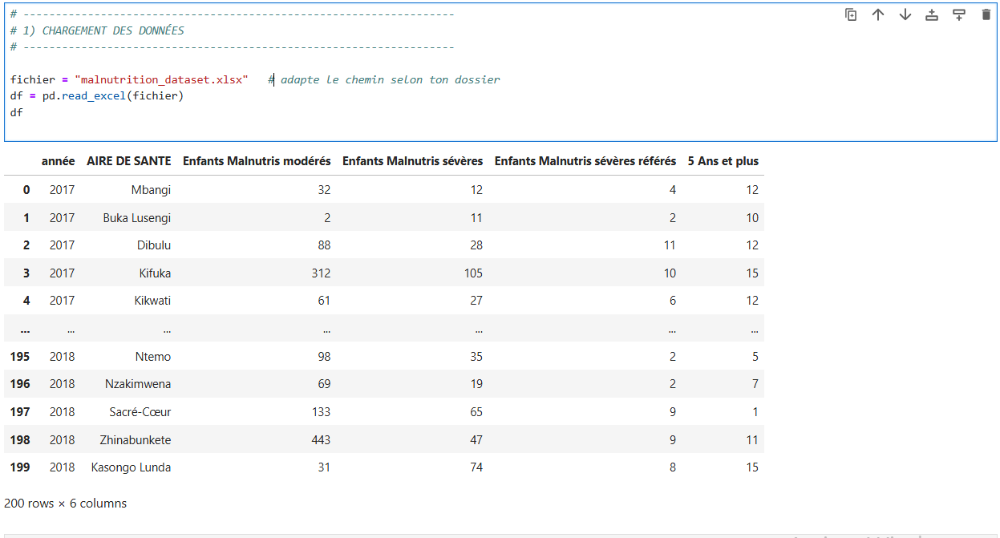 # -------------------------------------------------------------------
# 1) CHARGEMENT DES DONNÉES
# -------------------------------------------------------------------
fichier = "malnutrition_dataset.xlsx"   # adapte le chemin selon ton dossier
df = pd.read_excel(fichier)
df
année AIRE DE SANTE Enfants Malnutris modérés Enfants Malnutris sévères Enfants Malnutris sévères référés 5 Ans et plus
0 2017 Mbangi 32 12 4 12
1 2017 Buka Lusengi 2 11 2 10
2 2017 Dibulu 88 28 11 12
3 2017 Kifuka 312 105 10 15
4 2017 Kikwati 61 27 6 12
... ... ... ... ... ... ...
195 2018 Ntemo 98 35 2 5
196 2018 Nzakimwena 69 19 2 7
197 2018 Sacré-Cœur 133 65 9 1
198 2018 Zhinabunkete 443 47 9 11
199 2018 Kasongo Lunda 31 74 8 15
200 rows × 6 columns